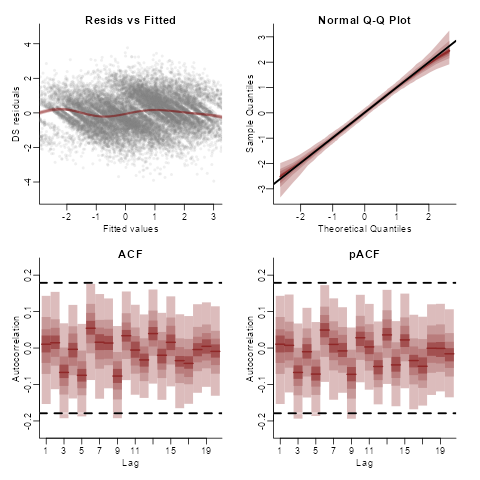 Resids vs Fitted
DS residuals
4
2
0
-2
-4
-2
-1
0
1
2
3
Fitted values
Normal Q-Q Plot
Sample Quantiles
3
2
1
0
-1
-2
-3
-2
-1
0
1
2
Theoretical Quantiles
ACF
Autocorrelation
0.2
0.1
0.0
-0.1
-0.2
1 3 5 7 9 11 15 19
Lag
pACF
Autocorrelation
0.2
0.1
0.0
-0.1
-0.2
1 3 5 7 9 11 15 19
Lag